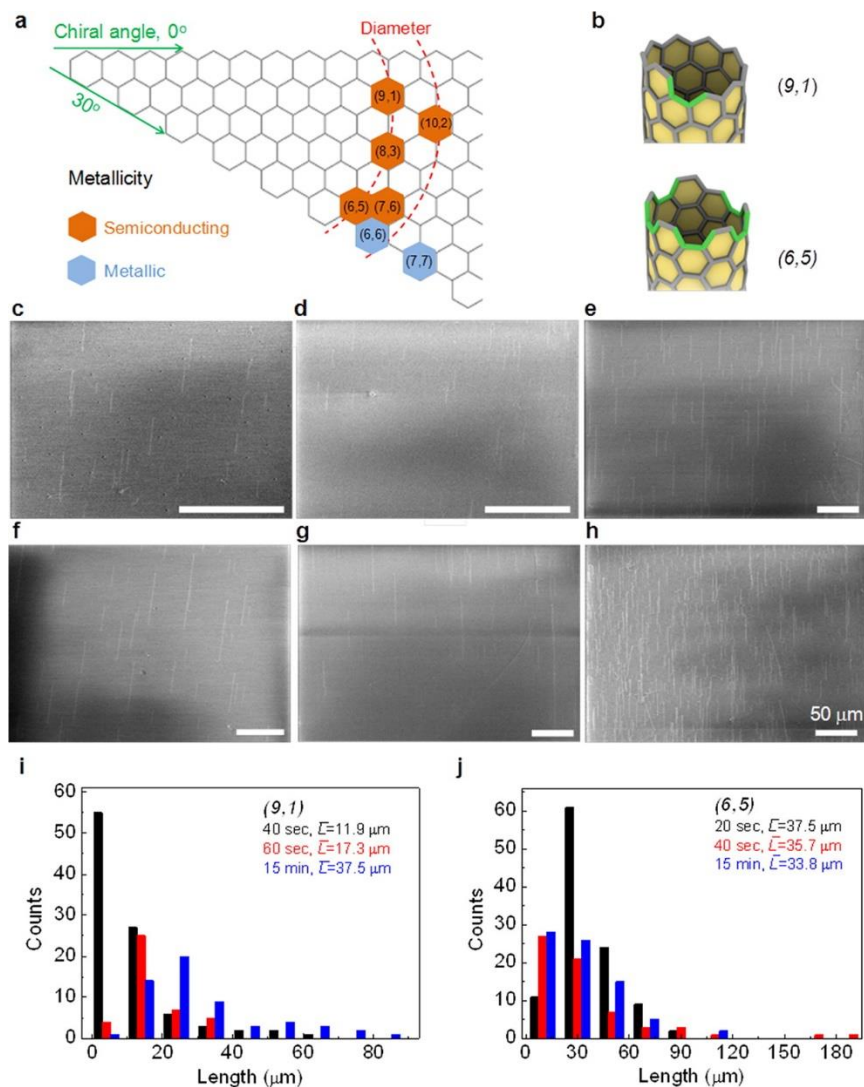 a
Chiral angle, 0°
30°
Diameter
(9,1)
(10,2)
(8,3)
(6,5) (7,6)
(6,6)
(7,7)
Metallicity
Semiconducting
Metallic
b
(9,1)
(6,5)
c
d
e
f
g
h
50 μm
i
(9,1)
40 sec, L̅=11.9 μm
60 sec, L̅=17.3 μm
15 min, L̅=37.5 μm
Counts
60
50
40
30
20
10
0
0 20 40 60 80
Length (μm)
j
(6,5)
20 sec, L̅=37.5 μm
40 sec, L̅=35.7 μm
15 min, L̅=33.8 μm
Counts
60
50
40
30
20
10
0
0 30 60 90 120 150 180
Length (μm)